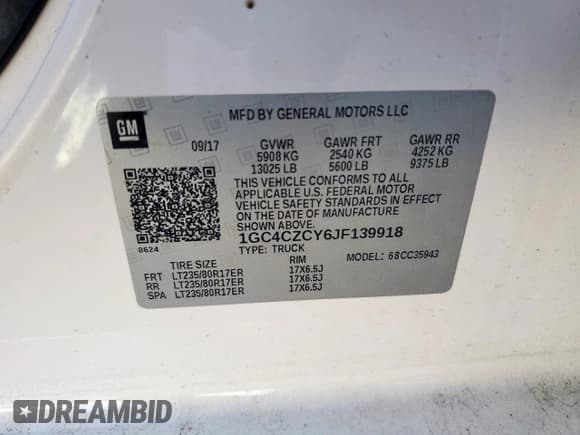 GM
MFD BY GENERAL MOTORS LLC
09/17 GVWR GAWR FRT GAWR RR
5908 KG 2540 KG 4252 KG
13025 LB 5600 LB 9375 LB
THIS VEHICLE CONFORMS TO ALL
APPLICABLE U.S. FEDERAL MOTOR
VEHICLE SAFETY STANDARDS IN EFFECT
ON THE DATE OF MANUFACTURE
SHOWN ABOVE.
1GC4CZCY6JF139918
TYPE: TRUCK
8624
MODEL: 68CC35943
TIRE SIZE RIM
FRT LT235/80R17ER 17X6.5J
RR LT235/80R17ER 17X6.5J
SPA LT235/80R17ER 17X6.5J
DREAMBID